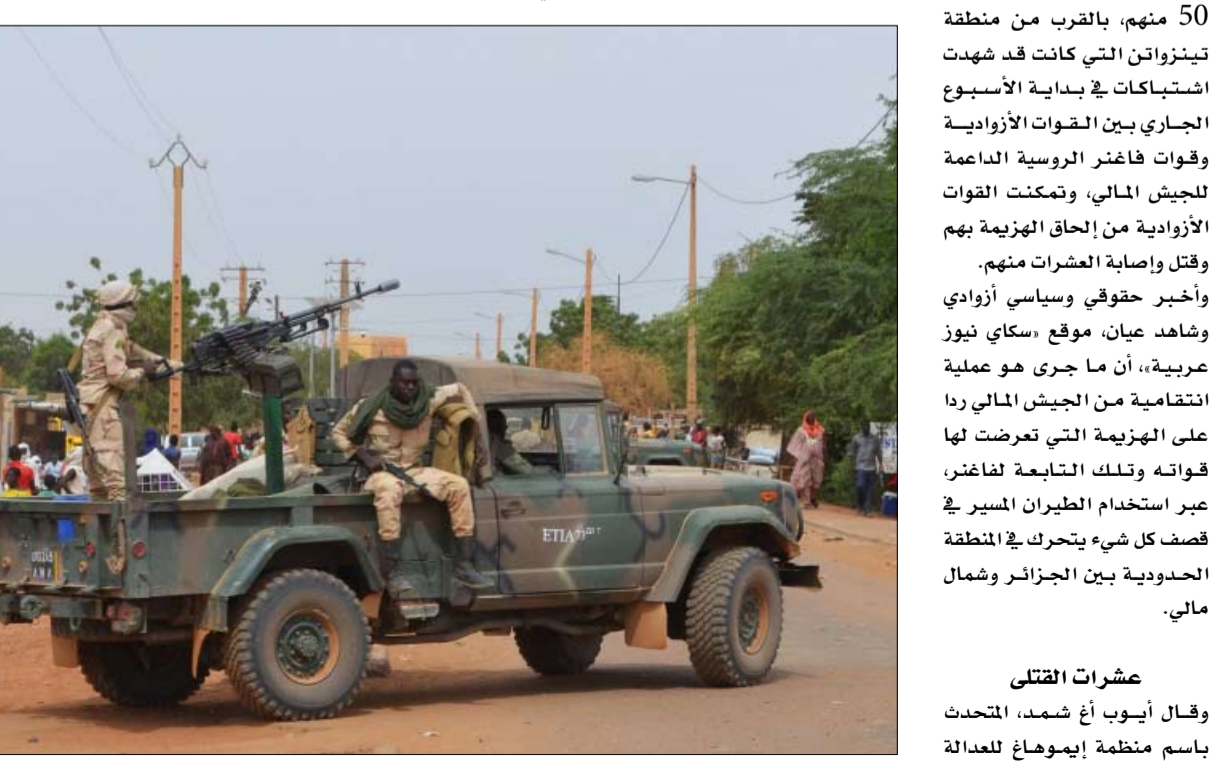 50 منهم، بالقرب من منطقة
تينزواتن التي كانت قد شهدت
اشتباكات في بداية الأسبوع
الجاري بين القوات الأزوادية
وقوات فاغنر الروسية الداعمة
للجيش المالي، وتمكنت القوات
الأزوادية من إلحاق الهزيمة بهم
وقتل وإصابة العشرات منهم.
وأخبر حقوقي وسياسي أزوادي
وشاهد عيان، موقع «سكاي نيوز
عربية»، أن ما جرى هو عملية
انتقامية من الجيش المالي ردا
على الهزيمة التي تعرضت لها
قواته وتلك التابعة لفاغنر،
عبر استخدام الطيران المسير في
قصف كل شيء يتحرك في المنطقة
الحدودية بين الجزائر وشمال
مالي.
عشرات القتلى
وقال أيوب أغ شمد، المتحدث
باسم منظمة إيموهاغ للعدالة
ETIA